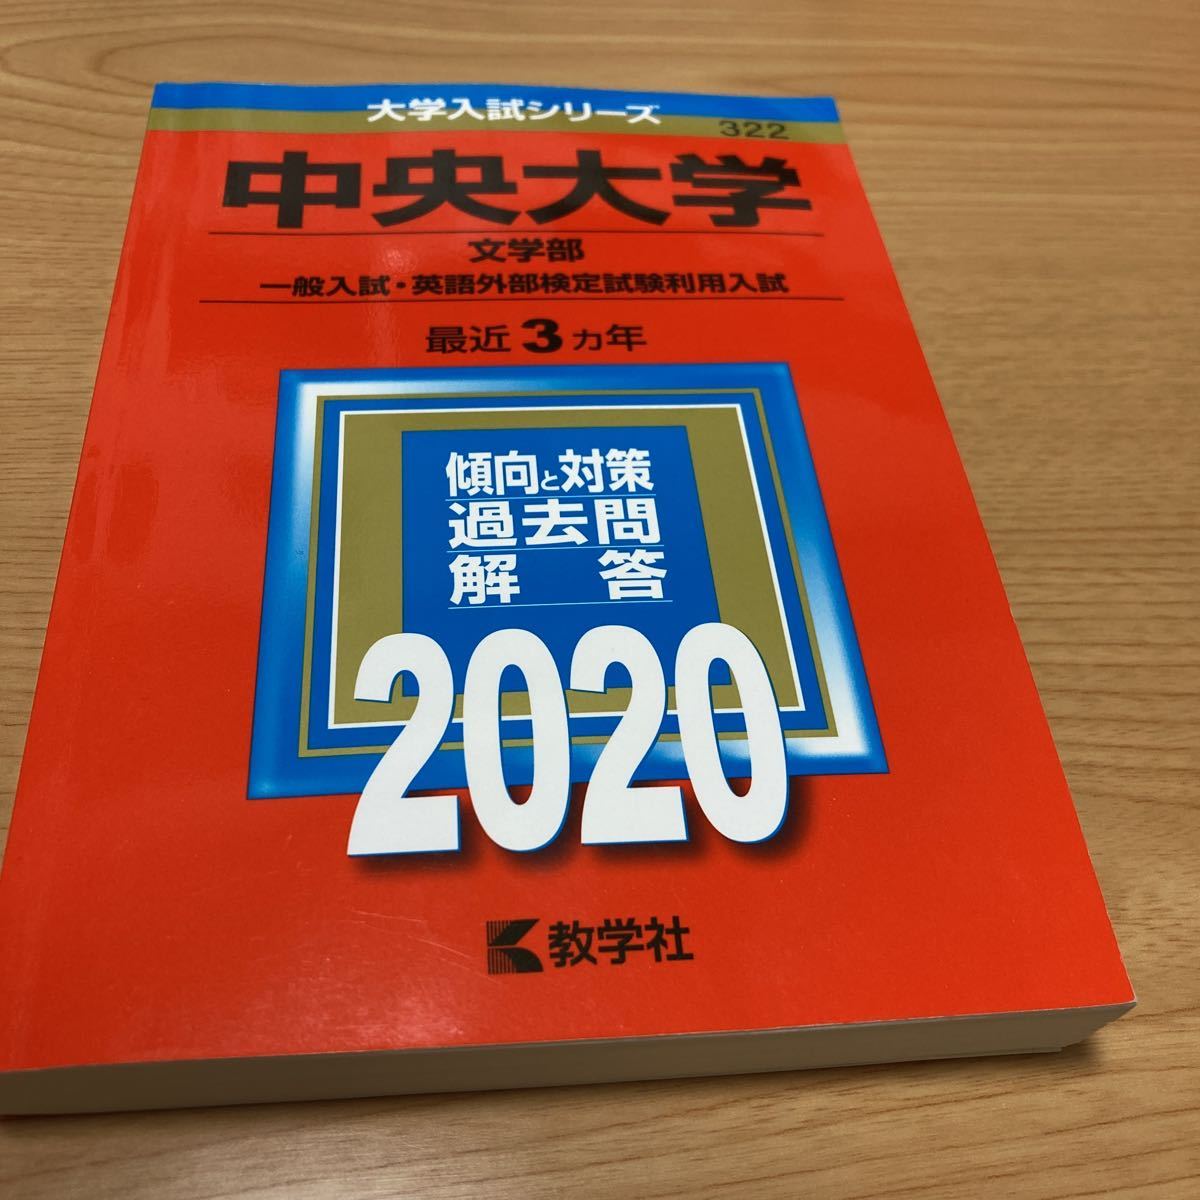 大学入試シリーズ
322
中央大学
文学部
一般入試・英語外部検定試験利用入試
最近3カ年
傾向と対策
過去問
解答
2020
教学社